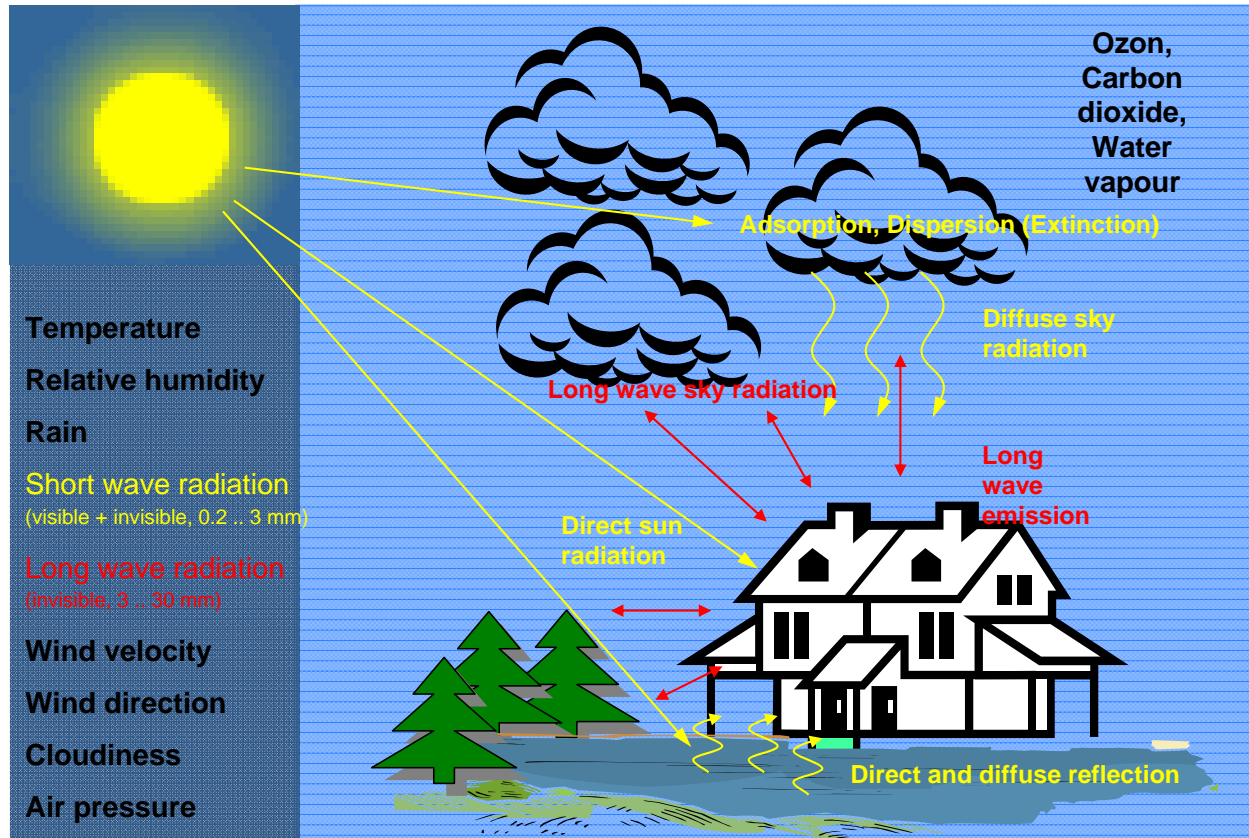 Ozon,
Carbon
dioxide,
Water
vapour
Adsorption, Dispersion (Extinction)
Diffuse sky
radiation
Long wave sky radiation
Long
wave
emission
Direct sun
radiation
Direct and diffuse reflection
Temperature
Relative humidity
Rain
Short wave radiation
(visible + invisible, 0.2 .. 3 mm)
Long wave radiation
(invisible, 3 .. 30 mm)
Wind velocity
Wind direction
Cloudiness
Air pressure